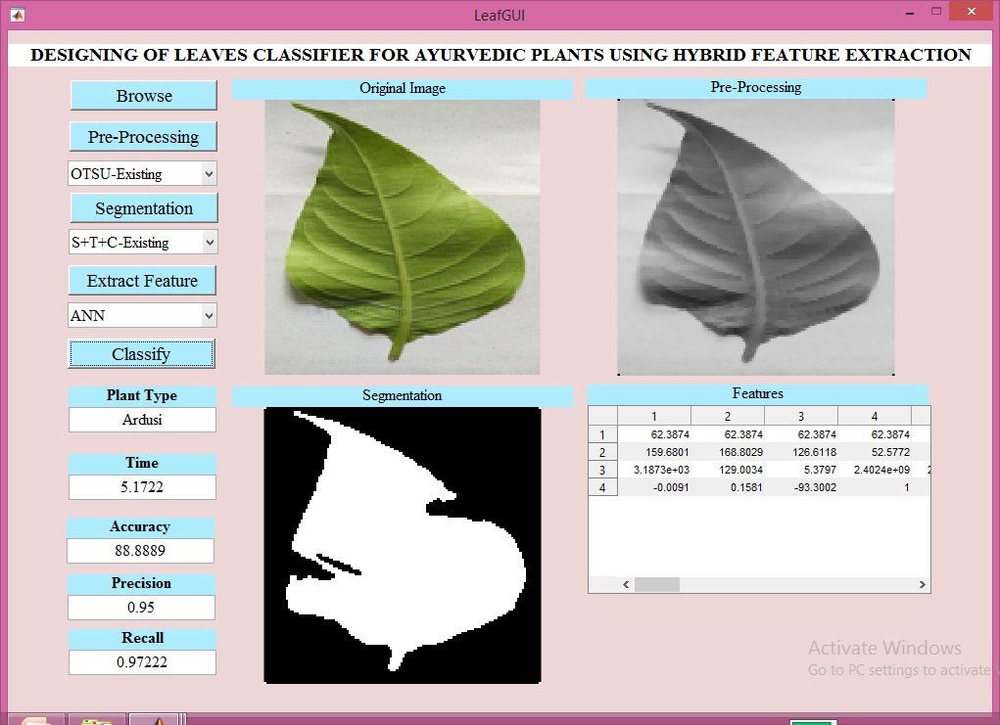 LeafGUI
DESIGNING OF LEAVES CLASSIFIER FOR AYURVEDIC PLANTS USING HYBRID FEATURE EXTRACTION
Browse
Pre-Processing
OTSU-Existing
Segmentation
S+T+C-Existing
Extract Feature
ANN
Classify
Plant Type
Ardusi
Time
5.1722
Accuracy
88.8889
Precision
0.95
Recall
0.97222
Original Image
Pre-Processing
Segmentation
Features
1 2 3 4
1 62.3874 62.3874 62.3874 62.3874
2 159.6801 168.8029 126.6118 52.5772
3 3.1873e+03 129.0034 5.3797 2.4024e+09 2
4 -0.0091 0.1581 -93.3002 1
Activate Windows
Go to PC settings to activate